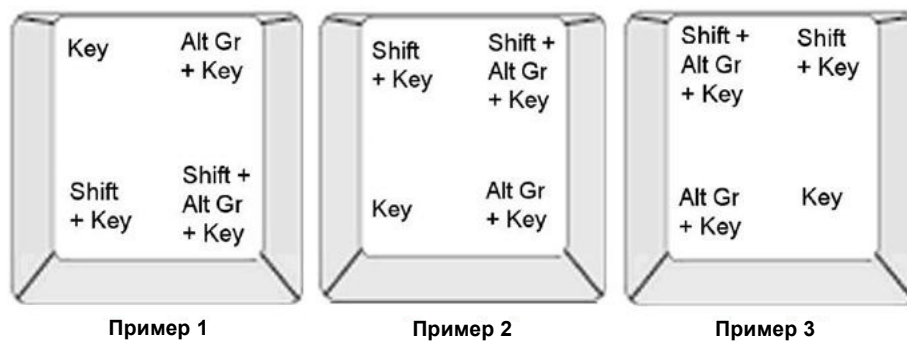 Key
Alt Gr
+ Key
Shift
+ Key
Shift +
Alt Gr
+ Key
Shift
+ Key
Shift +
Alt Gr
+ Key
Key
Alt Gr
+ Key
Shift +
Alt Gr
+ Key
Shift
+ Key
Alt Gr
+ Key
Key
Пример 1
Пример 2
Пример 3